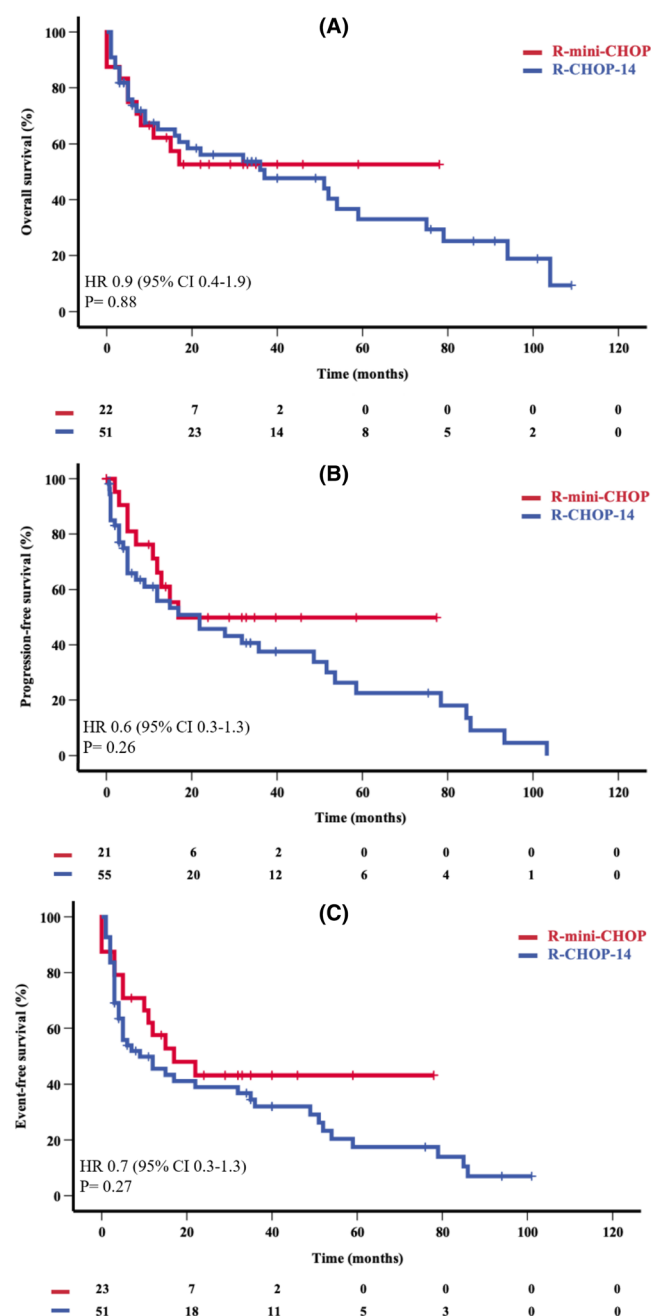 (A)
R-mini-CHOP
R-CHOP-14
Overall survival (%)
100
80
60
40
20
0
HR 0.9 (95% CI 0.4-1.9)
P= 0.88
0 20 40 60 80 100 120
Time (months)
22 7 2 0 0 0 0
51 23 14 8 5 2 0
(B)
R-mini-CHOP
R-CHOP-14
Progression-free survival (%)
100
80
60
40
20
0
HR 0.6 (95% CI 0.3-1.3)
P= 0.26
0 20 40 60 80 100 120
Time (months)
21 6 2 0 0 0 0
55 20 12 6 4 1 0
(C)
R-mini-CHOP
R-CHOP-14
Event-free survival (%)
100
80
60
40
20
0
HR 0.7 (95% CI 0.3-1.3)
P= 0.27
0 20 40 60 80 100 120
Time (months)
23 7 2 0 0 0 0
51 18 11 5 3 0 0